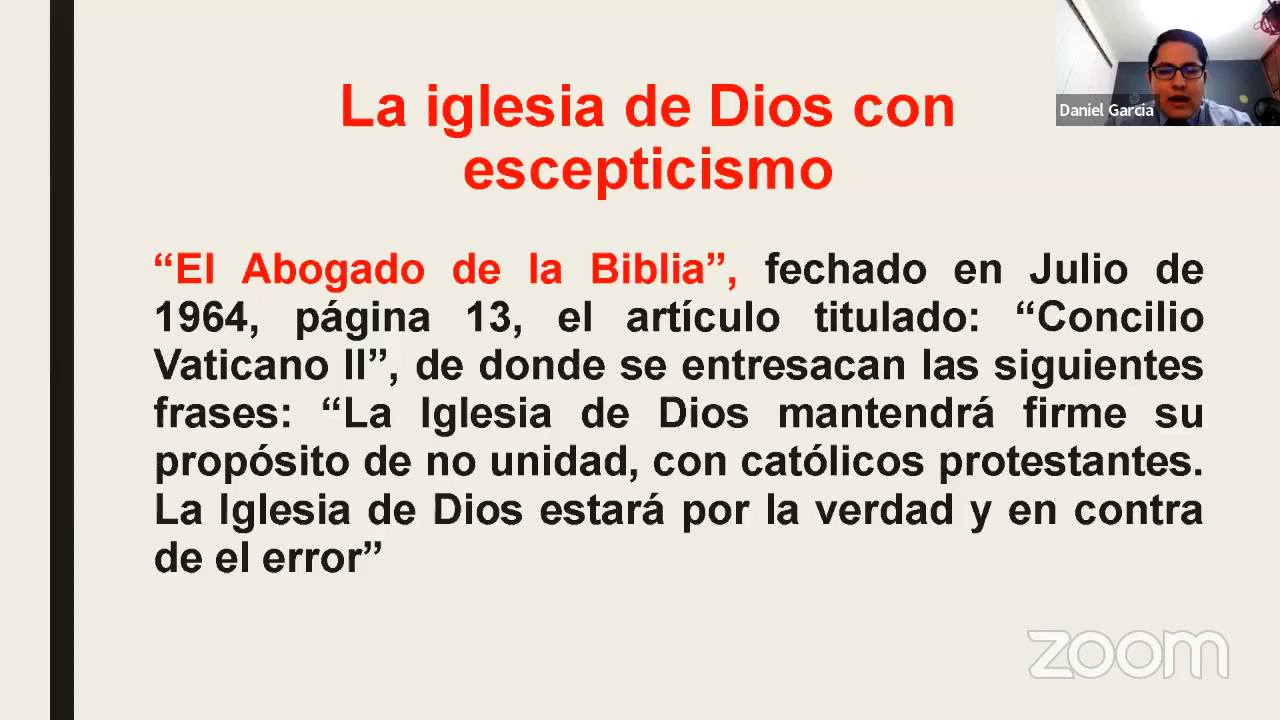 La iglesia de Dios con
escepticismo
Daniel Garcia
“El Abogado de la Biblia”, fechado en Julio de
1964, página 13, el artículo titulado: “Concilio
Vaticano II”, de donde se entresacan las siguientes
frases: “La Iglesia de Dios mantendrá firme su
propósito de no unidad, con católicos protestantes.
La Iglesia de Dios estará por la verdad y en contra
de el error”
zoom